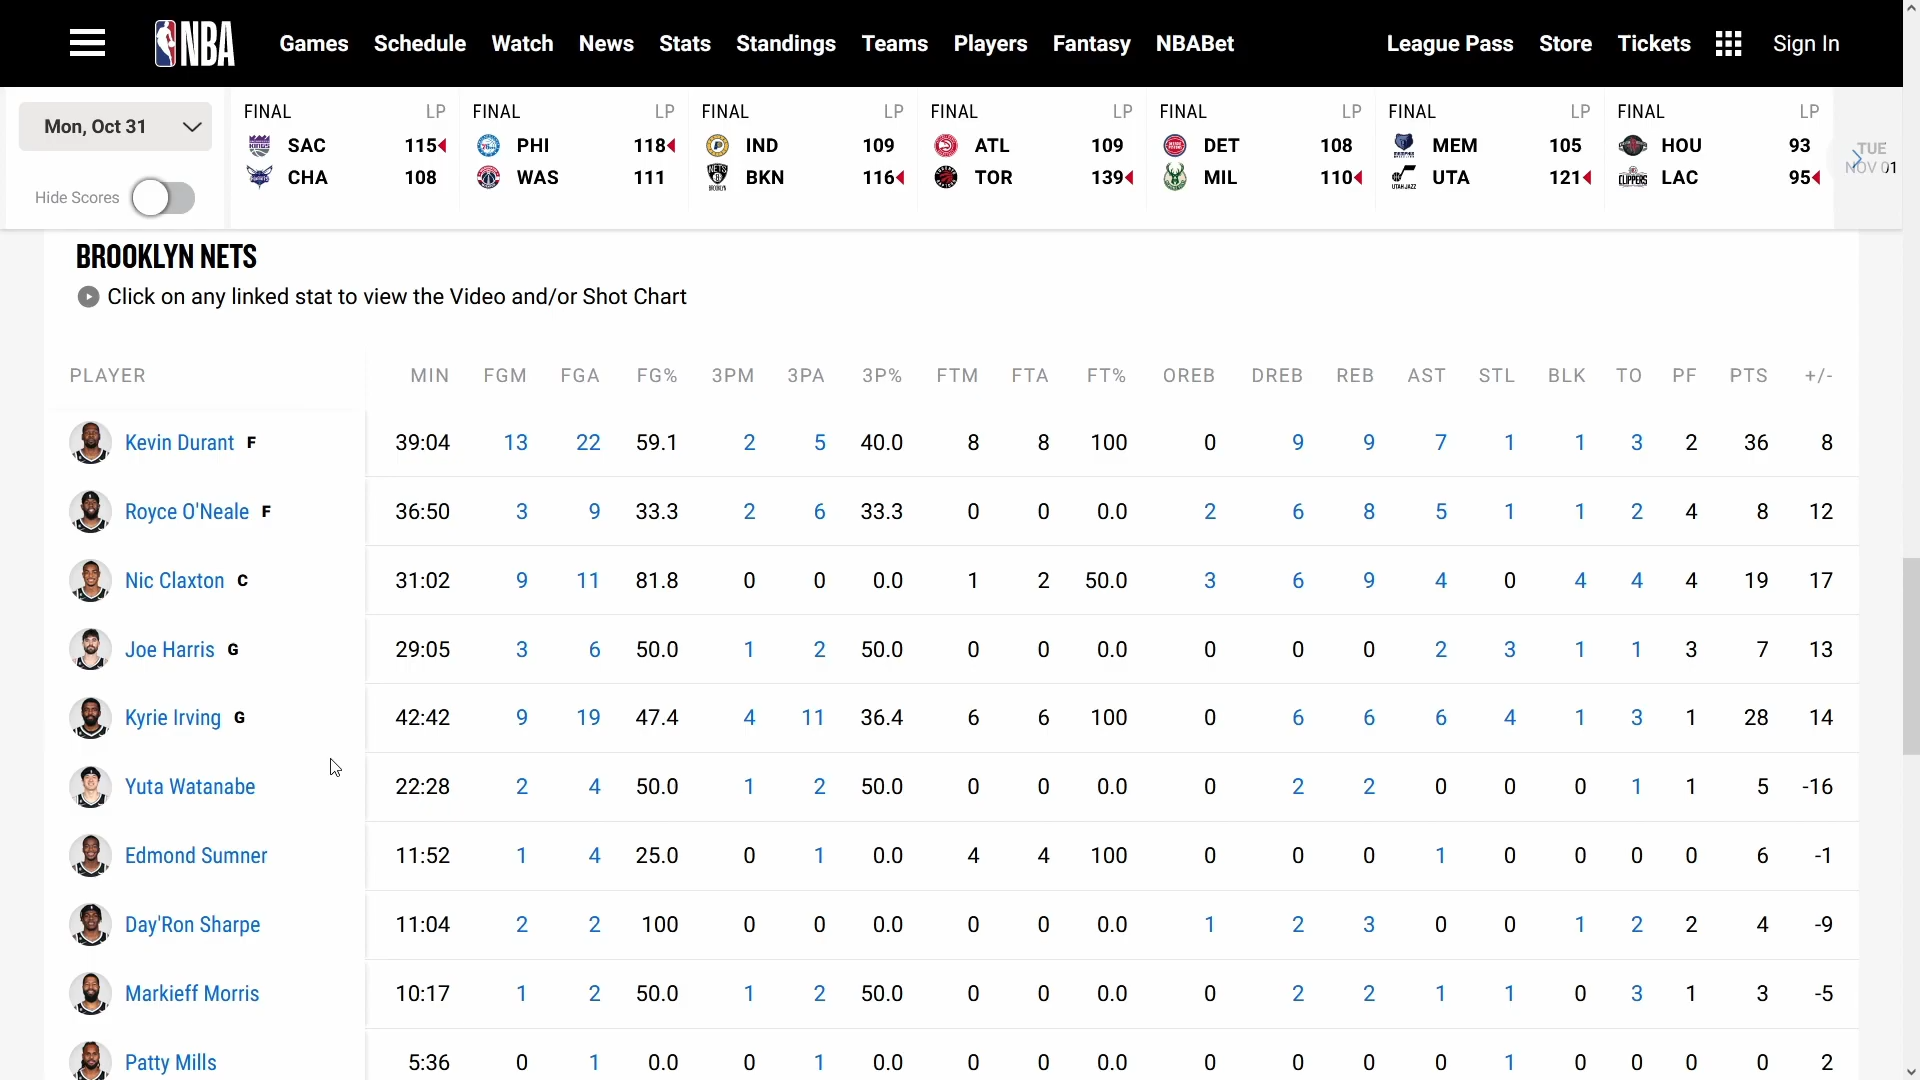 NBA Games Schedule Watch News Stats Standings Teams Players Fantasy NBABet League Pass Store Tickets Sign In
Mon, Oct 31
Hide Scores
FINAL LP
SAC 115
CHA 108
FINAL LP
PHI 118
WAS 111
FINAL LP
IND 109
BKN 116
FINAL LP
ATL 109
TOR 139
FINAL LP
DET 108
MIL 110
FINAL LP
MEM 105
UTA 121
FINAL LP
HOU 93
LAC 95
TUE
NOV 01
BROOKLYN NETS
Click on any linked stat to view the Video and/or Shot Chart
PLAYER MIN FGM FGA FG% 3PM 3PA 3P% FTM FTA FT% OREB DREB REB AST STL BLK TO PF PTS +/-
Kevin Durant F 39:04 13 22 59.1 2 5 40.0 8 8 100 0 9 9 7 1 1 3 2 36 8
Royce O'Neale F 36:50 3 9 33.3 2 6 33.3 0 0 0.0 2 6 8 5 1 1 2 4 8 12
Nic Claxton C 31:02 9 11 81.8 0 0 0.0 1 2 50.0 3 6 9 4 0 4 4 4 19 17
Joe Harris G 29:05 3 6 50.0 1 2 50.0 0 0 0.0 0 0 0 2 3 1 1 3 7 13
Kyrie Irving G 42:42 9 19 47.4 4 11 36.4 6 6 100 0 6 6 6 4 1 3 1 28 14
Yuta Watanabe 22:28 2 4 50.0 1 2 50.0 0 0 0.0 0 2 2 0 0 0 1 1 5 -16
Edmond Sumner 11:52 1 4 25.0 0 1 0.0 4 4 100 0 0 0 1 0 0 0 0 6 -1
Day'Ron Sharpe 11:04 2 2 100 0 0 0.0 0 0 0.0 1 2 3 0 0 1 2 2 4 -9
Markieff Morris 10:17 1 2 50.0 1 2 50.0 0 0 0.0 0 2 2 1 1 0 3 1 3 -5
Patty Mills 5:36 0 1 0.0 0 1 0.0 0 0 0.0 0 0 0 0 1 0 0 0 0 2